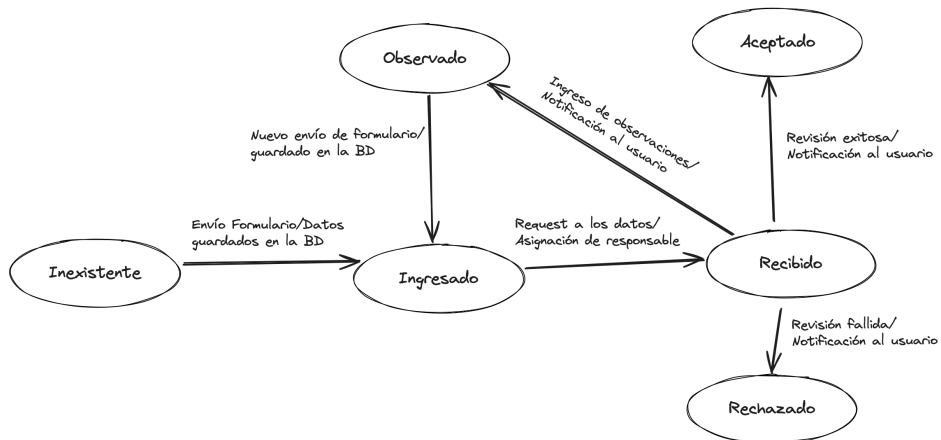 Aceptado
Observado
Ingreso de observaciones/
Notificación al usuario
Nuevo envío de formulario/
guardado en la BD
Revisión exitosa/
Notificación al usuario
Envío Formulario/Datos
guardados en la BD
Request a los datos/
Asignación de responsable
Inexistente
Ingresado
Recibido
Revisión fallida/
Notificación al usuario
Rechazado